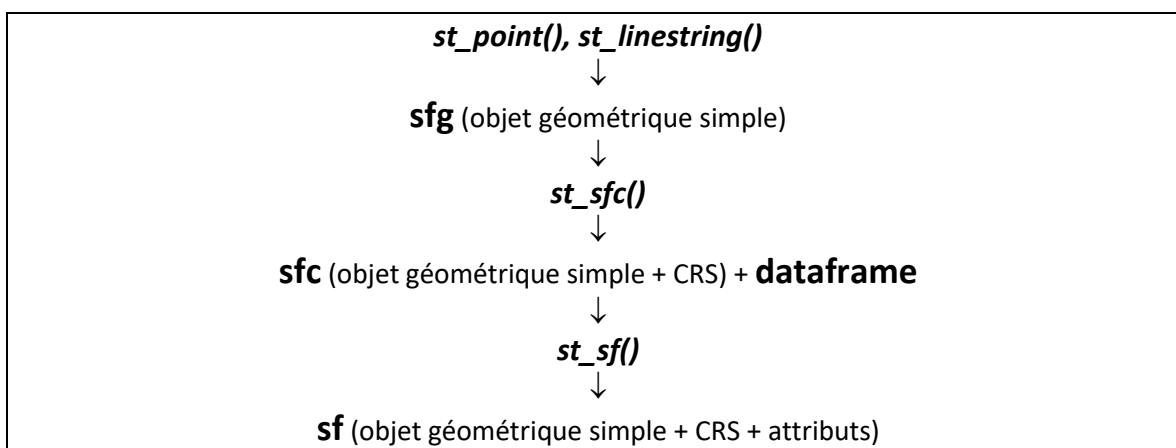 st_point(), st_linestring()
↓
sfg (objet géométrique simple)
↓
st_sfc()
↓
sfc (objet géométrique simple + CRS) + dataframe
↓
st_sf()
↓
sf (objet géométrique simple + CRS + attributs)